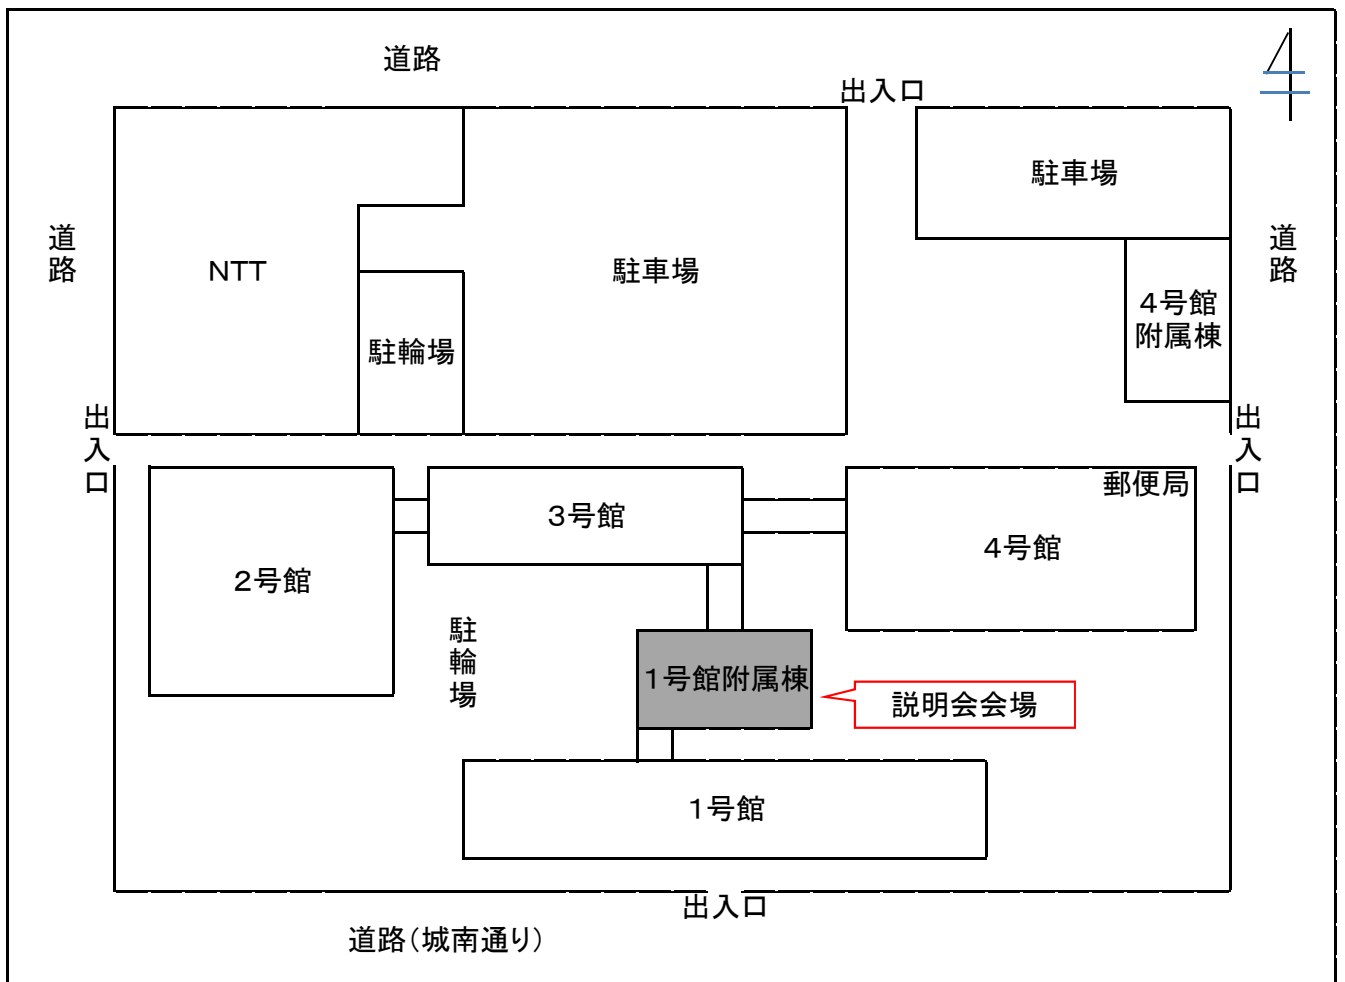 道路
出入口
駐車場
道路
道路
NTT
駐車場
4号館
附属棟
駐輪場
出入口
出入口
郵便局
3号館
4号館
2号館
駐輪場
1号館附属棟
説明会会場
1号館
出入口
道路(城南通り)